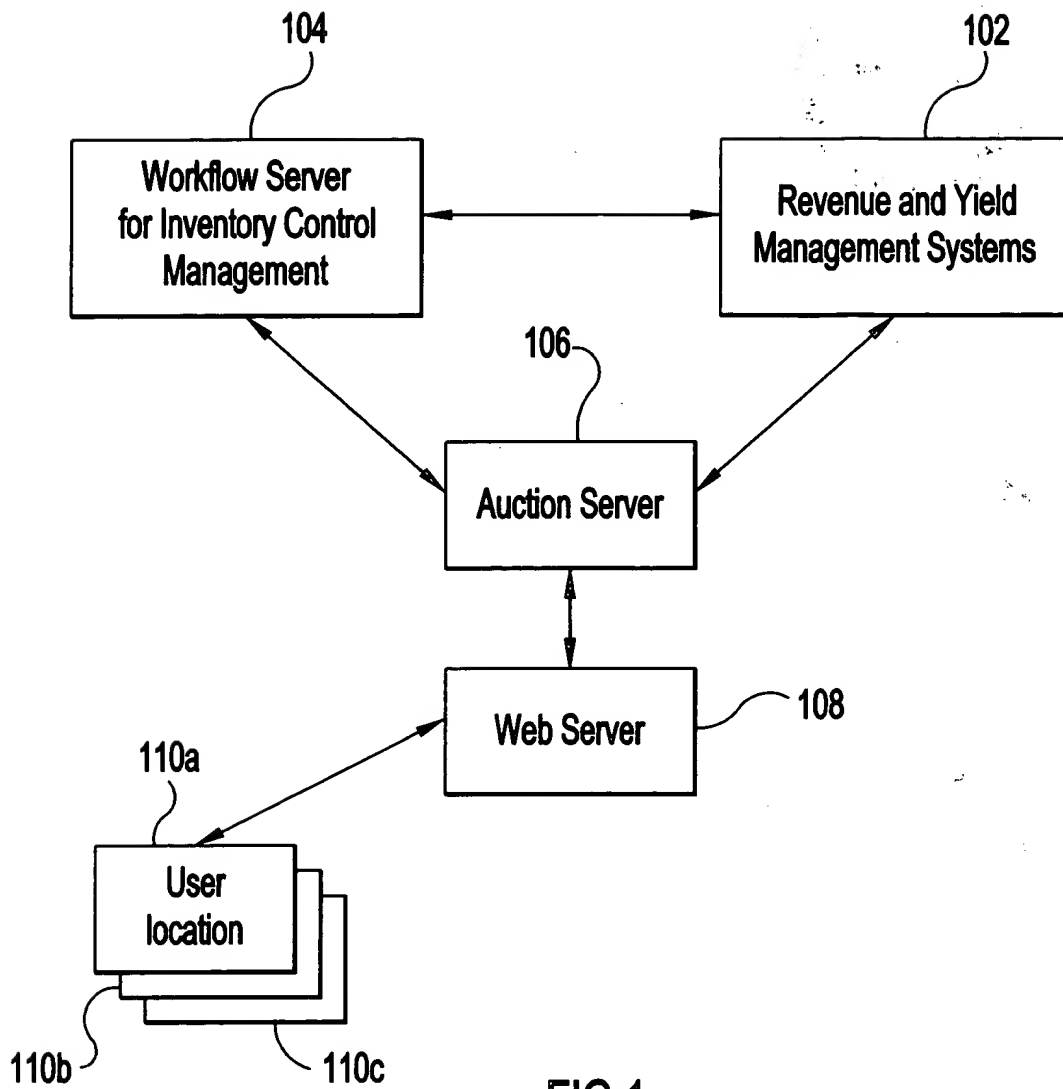 104
102
Workflow Server
for Inventory Control
Management
Revenue and Yield
Management Systems
106
Auction Server
Web Server
108
110a
User
location
110b
110c
FIG.1